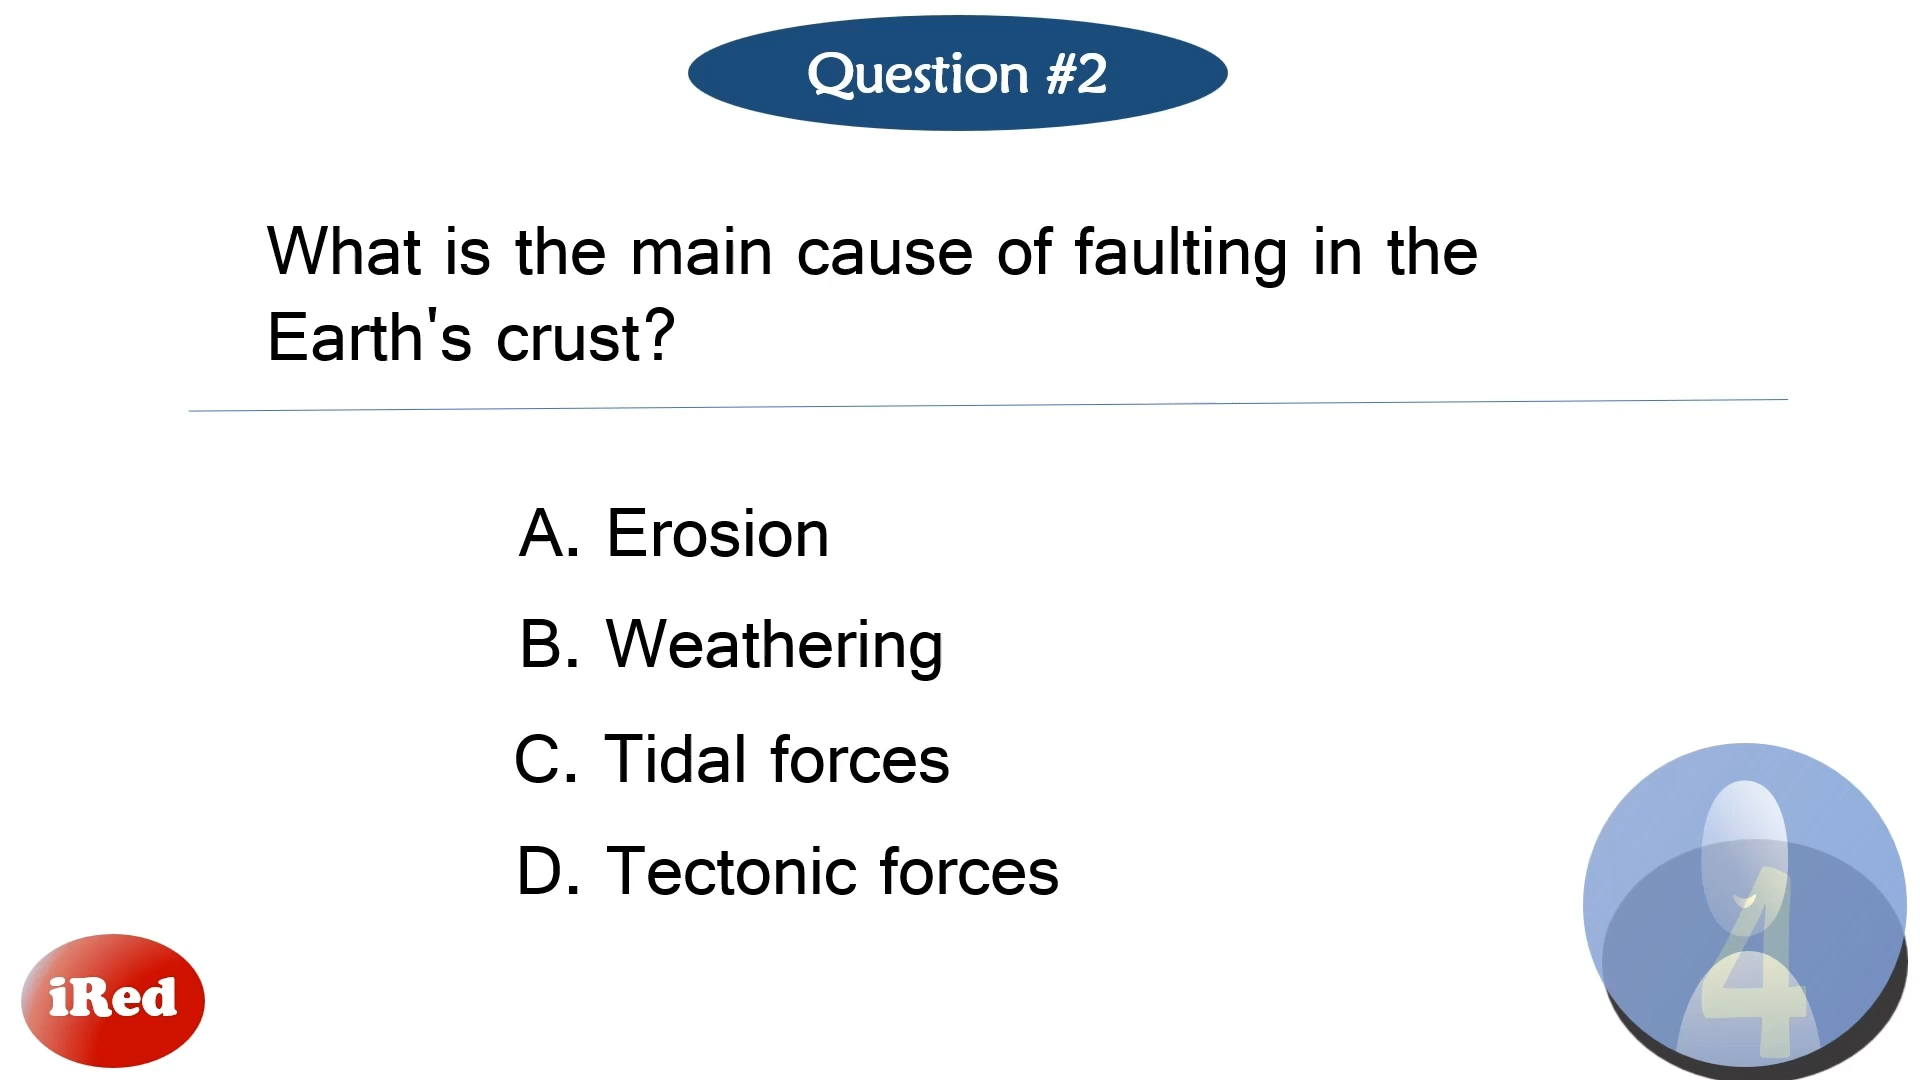 Question #2
What is the main cause of faulting in the
Earth's crust?
A. Erosion
B. Weathering
C. Tidal forces
D. Tectonic forces
iRed
4